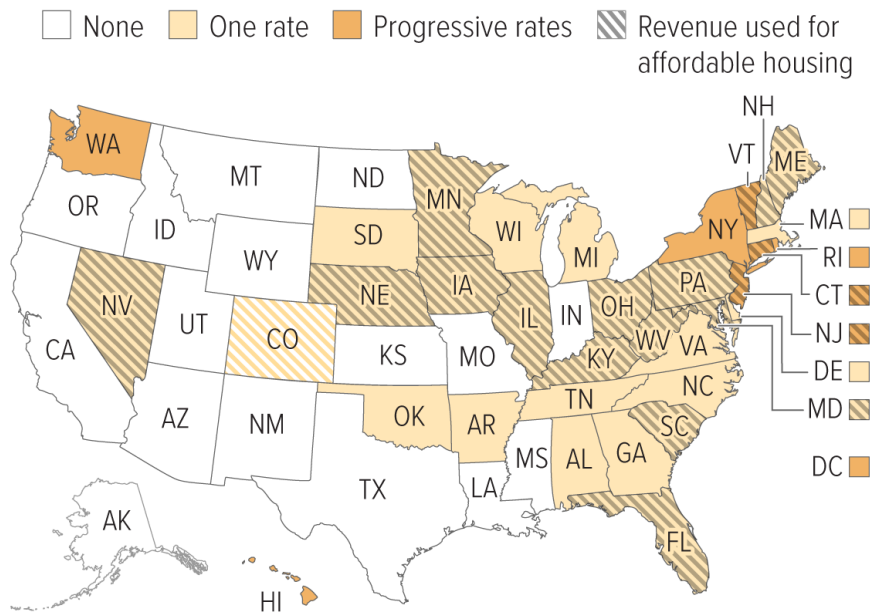 None
One rate
Progressive rates
Revenue used for
affordable housing
NH
VT
ME
WA
MT
ND
MN
OR
ID
SD
WI
MI
NY
MA
RI
CT
NJ
DE
MD
DC
WY
NE
IA
PA
NV
UT
CO
IL
IN
OH
WV
VA
CA
KS
MO
KY
NC
TN
AZ
NM
OK
AR
SC
MS
AL
GA
TX
LA
FL
AK
HI